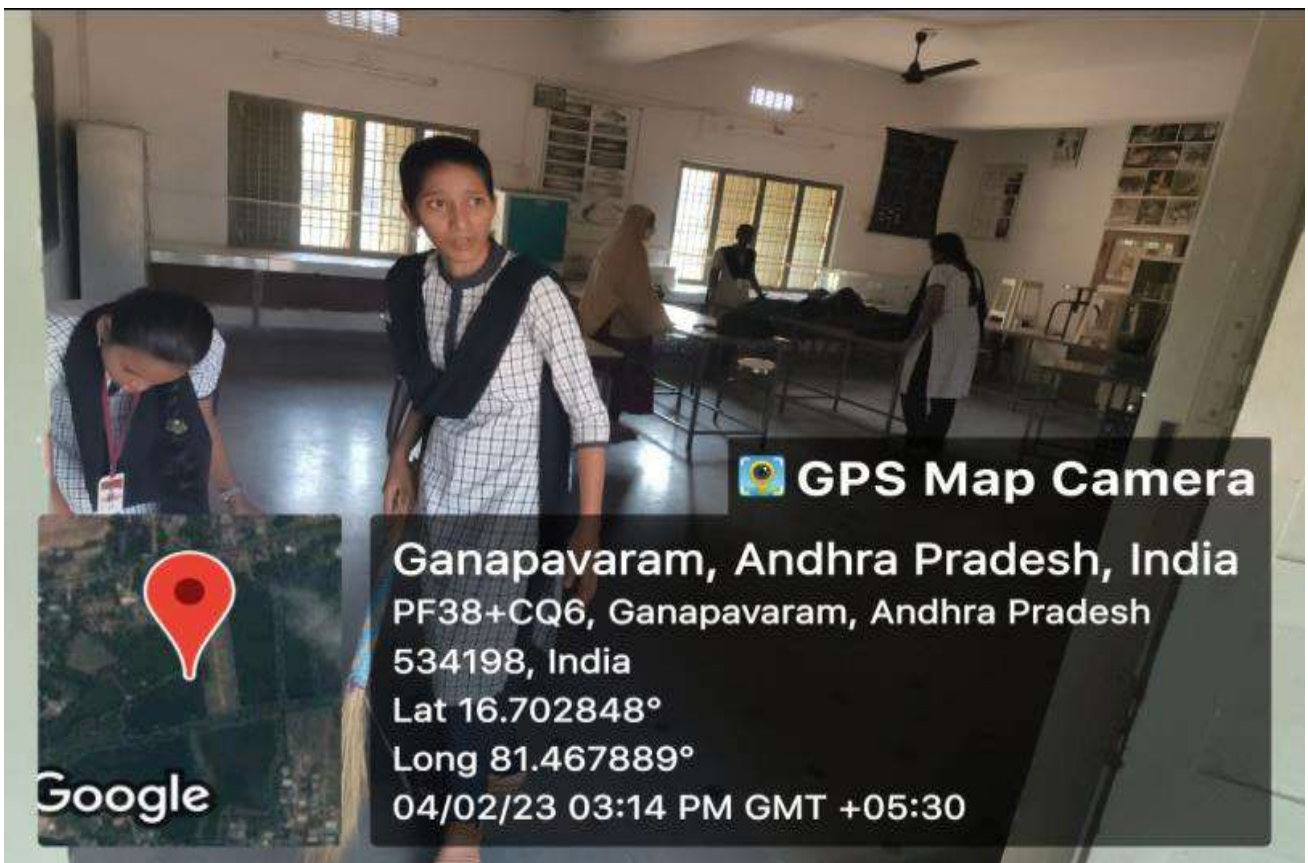 GPS Map Camera
Ganapavaram, Andhra Pradesh, India
PF38+CQ6, Ganapavaram, Andhra Pradesh
534198, India
Lat 16.702848°
Long 81.467889°
04/02/23 03:14 PM GMT +05:30
Google